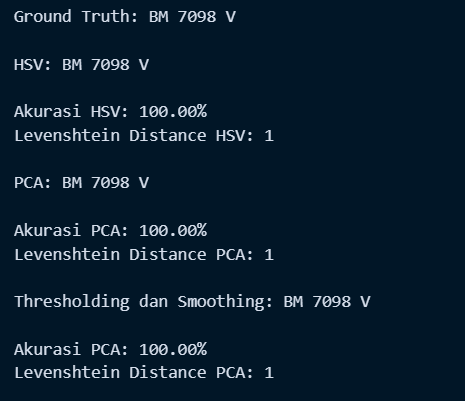 Ground Truth: BM 7098 V
HSV: BM 7098 V
Akurasi HSV: 100.00%
Levenshtein Distance HSV: 1
PCA: BM 7098 V
Akurasi PCA: 100.00%
Levenshtein Distance PCA: 1
Thresholding dan Smoothing: BM 7098 V
Akurasi PCA: 100.00%
Levenshtein Distance PCA: 1